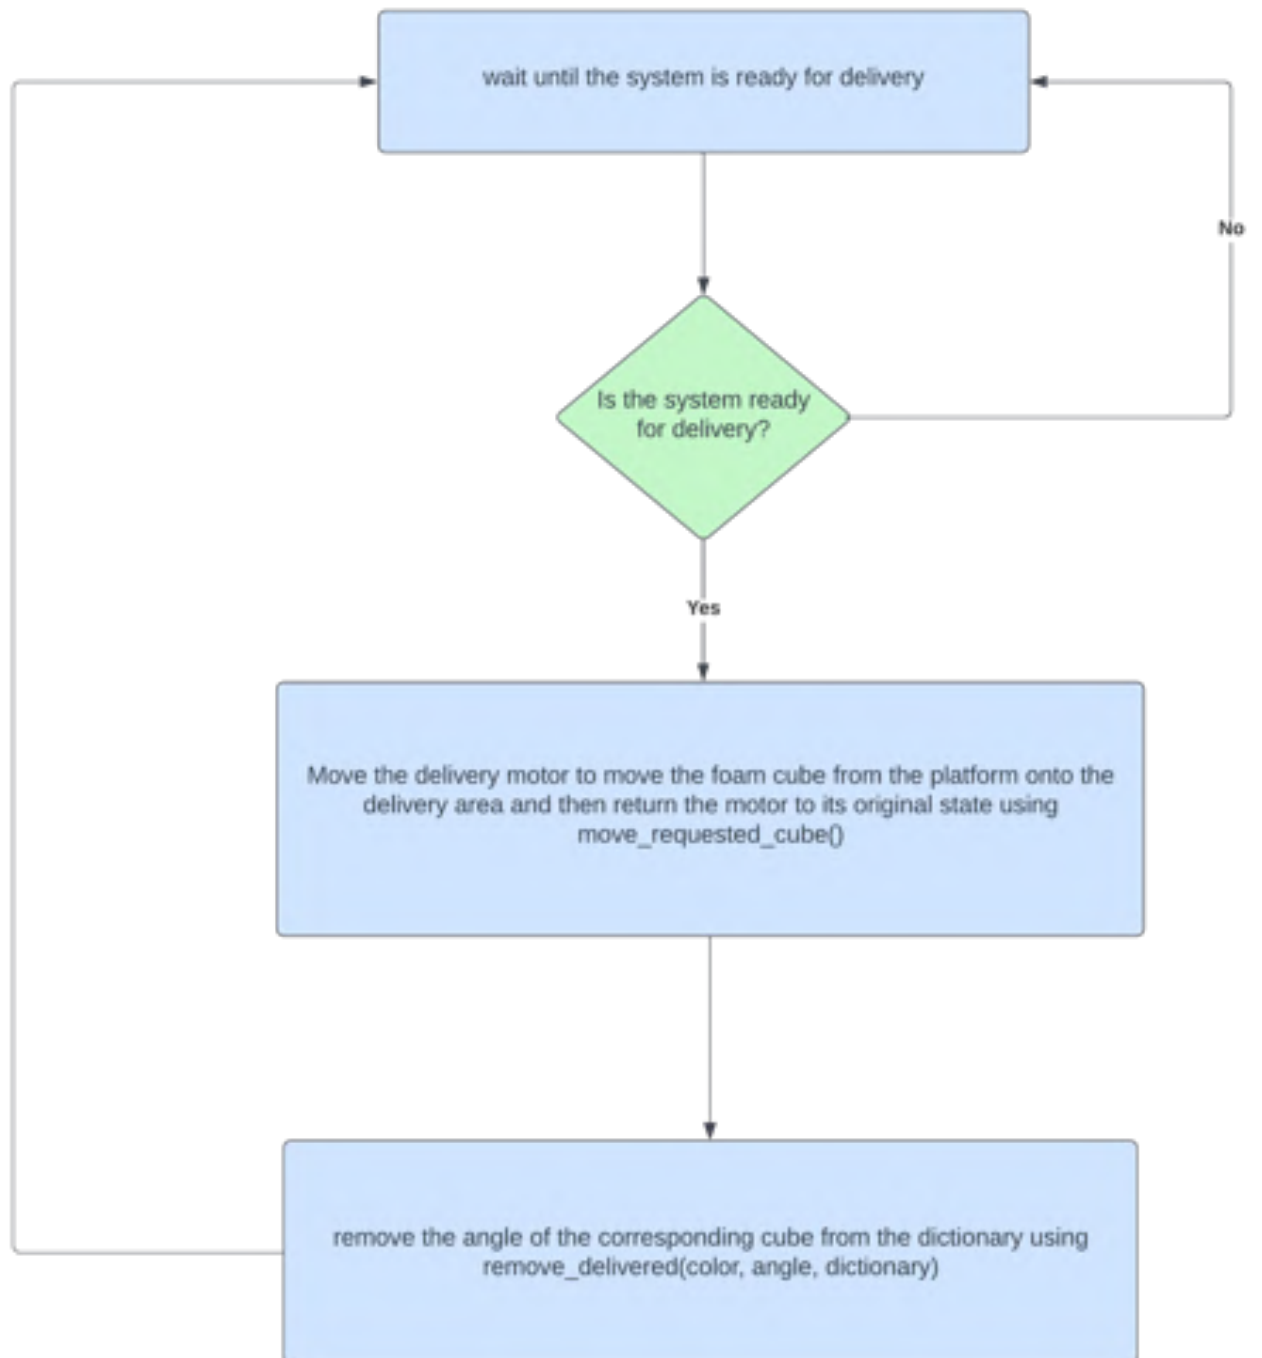 wait until the system is ready for delivery
No
Is the system ready
for delivery?
Yes
Move the delivery motor to move the foam cube from the platform onto the
delivery area and then return the motor to its original state using
move_requested_cube()
remove the angle of the corresponding cube from the dictionary using
remove_delivered(color, angle, dictionary)